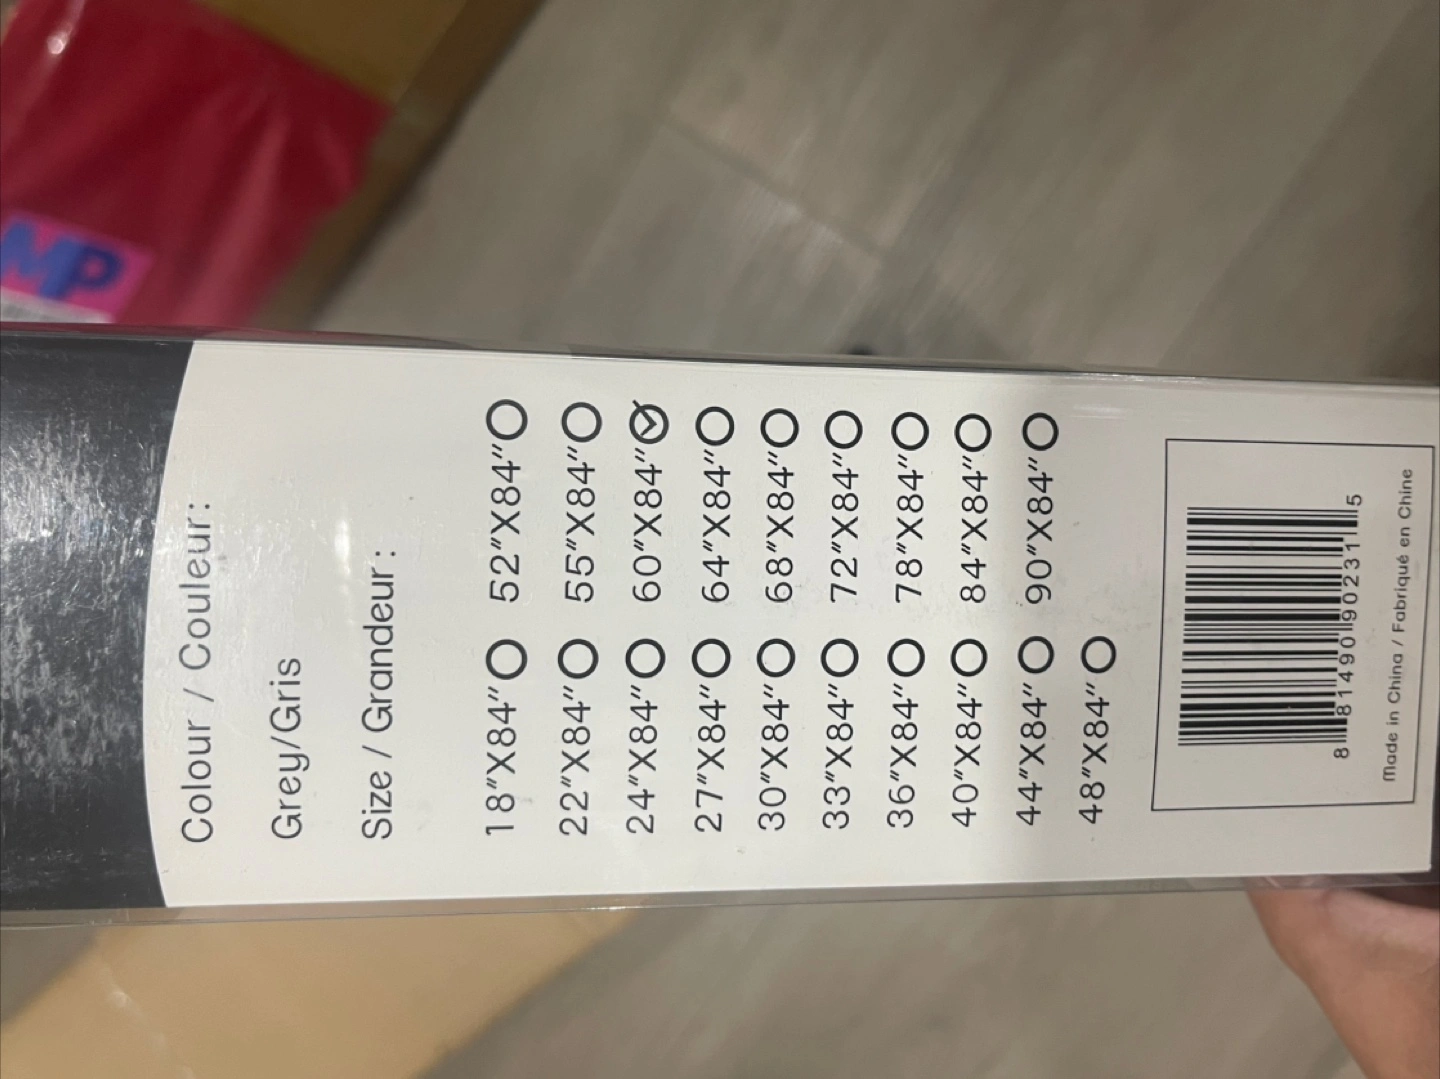 MP
Colour / Couleur:
Grey/Gris
Size / Grandeur :
18"X84" 52"X84"
22"X84" 55"X84"
24"X84" 60"X84"
27"X84" 64"X84"
30"X84" 68"X84"
33"X84" 72"X84"
36"X84" 78"X84"
40"X84" 84"X84"
44"X84" 90"X84"
48"X84"
8 81490 90231 5
Made in China / Fabriqué en Chine